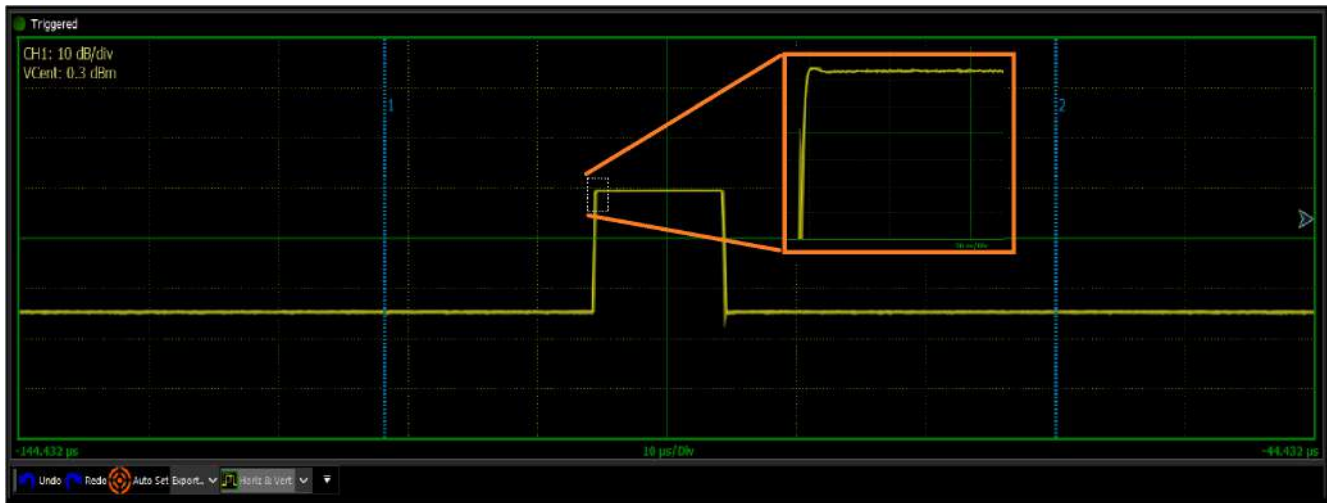 Triggered
CH1: 10 dB/div
VCent: 0.3 dBm
1
2
-144.432 µs
10 µs/Div
-44.432 µs
Undo Redo Auto Set Export... Horiz & Vert